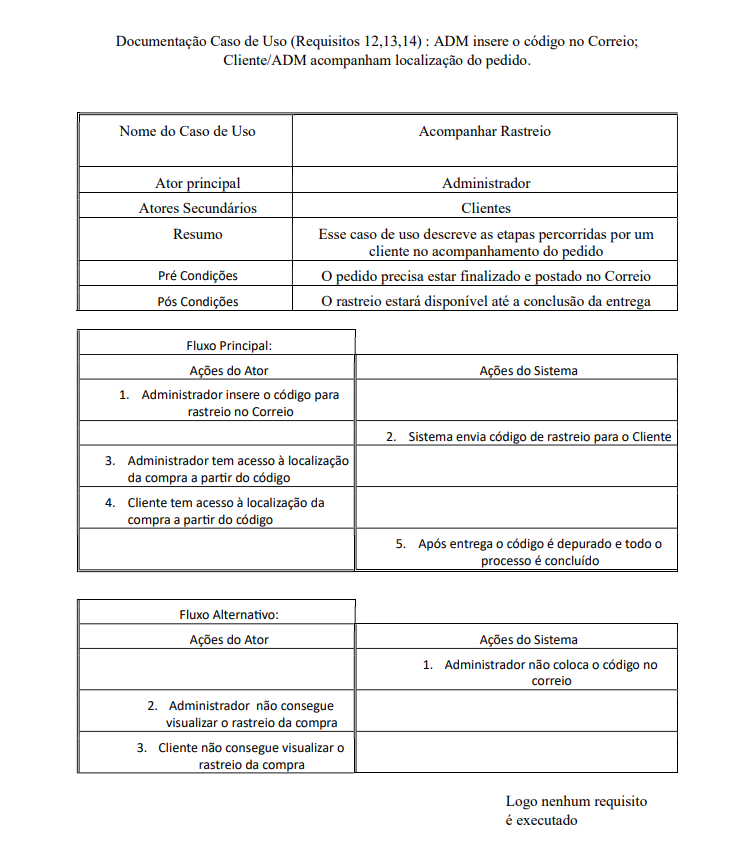 Documentação Caso de Uso (Requisitos 12,13,14) : ADM insere o código no Correio;
Cliente/ADM acompanham localização do pedido.
Nome do Caso de Uso
Acompanhar Rastreio
Ator principal
Administrador
Atores Secundários
Clientes
Resumo
Esse caso de uso descreve as etapas percorridas por um
cliente no acompanhamento do pedido
Pré Condições
O pedido precisa estar finalizado e postado no Correio
Pós Condições
O rastreio estará disponível até a conclusão da entrega
Fluxo Principal:
Ações do Ator
Ações do Sistema
1. Administrador insere o código para
rastreio no Correio
2. Sistema envia código de rastreio para o Cliente
3. Administrador tem acesso à localização
da compra a partir do código
4. Cliente tem acesso à localização da
compra a partir do código
5. Após entrega o código é depurado e todo o
processo é concluído
Fluxo Alternativo:
Ações do Ator
Ações do Sistema
1. Administrador não coloca o código no
correio
2. Administrador não consegue
visualizar o rastreio da compra
3. Cliente não consegue visualizar o
rastreio da compra
Logo nenhum requisito
é executado